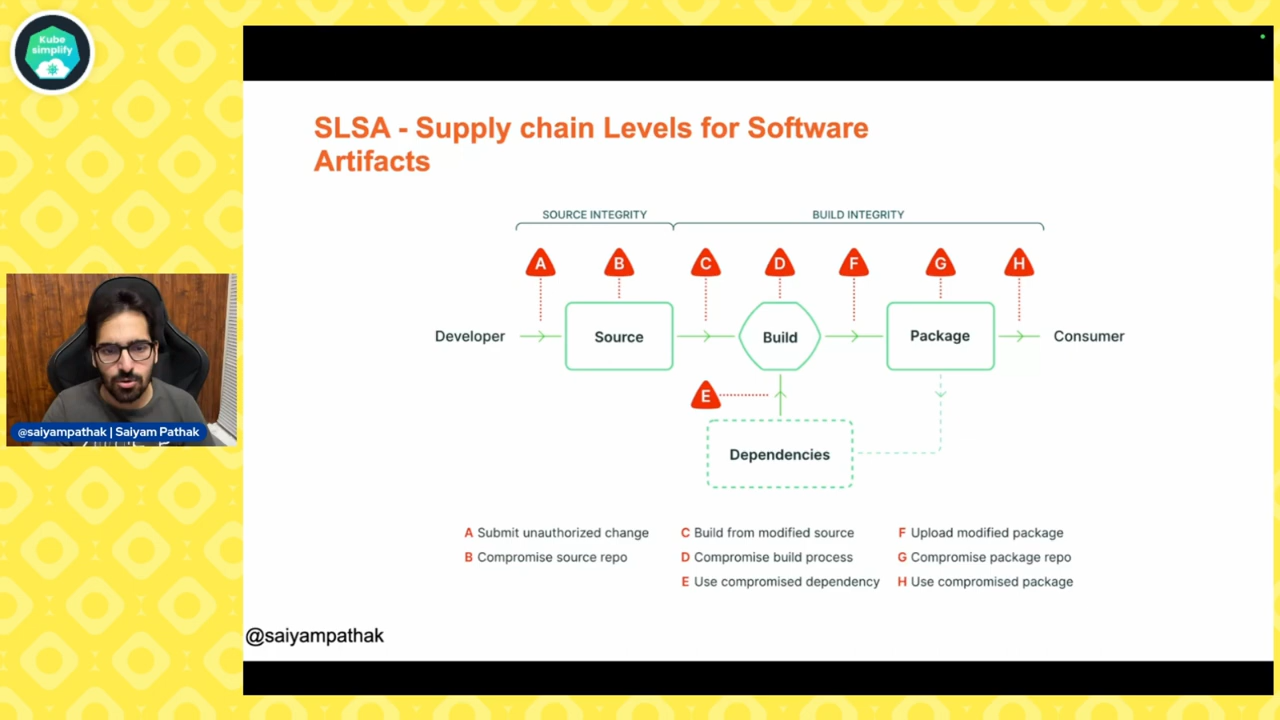 Kube
simplify
SLSA - Supply chain Levels for Software
Artifacts
SOURCE INTEGRITY
BUILD INTEGRITY
A
B
C
D
F
G
H
Developer
Source
Build
Package
Consumer
E
Dependencies
A Submit unauthorized change
B Compromise source repo
C Build from modified source
D Compromise build process
E Use compromised dependency
F Upload modified package
G Compromise package repo
H Use compromised package
@saiyampathak | Saiyam Pathak
@saiyampathak